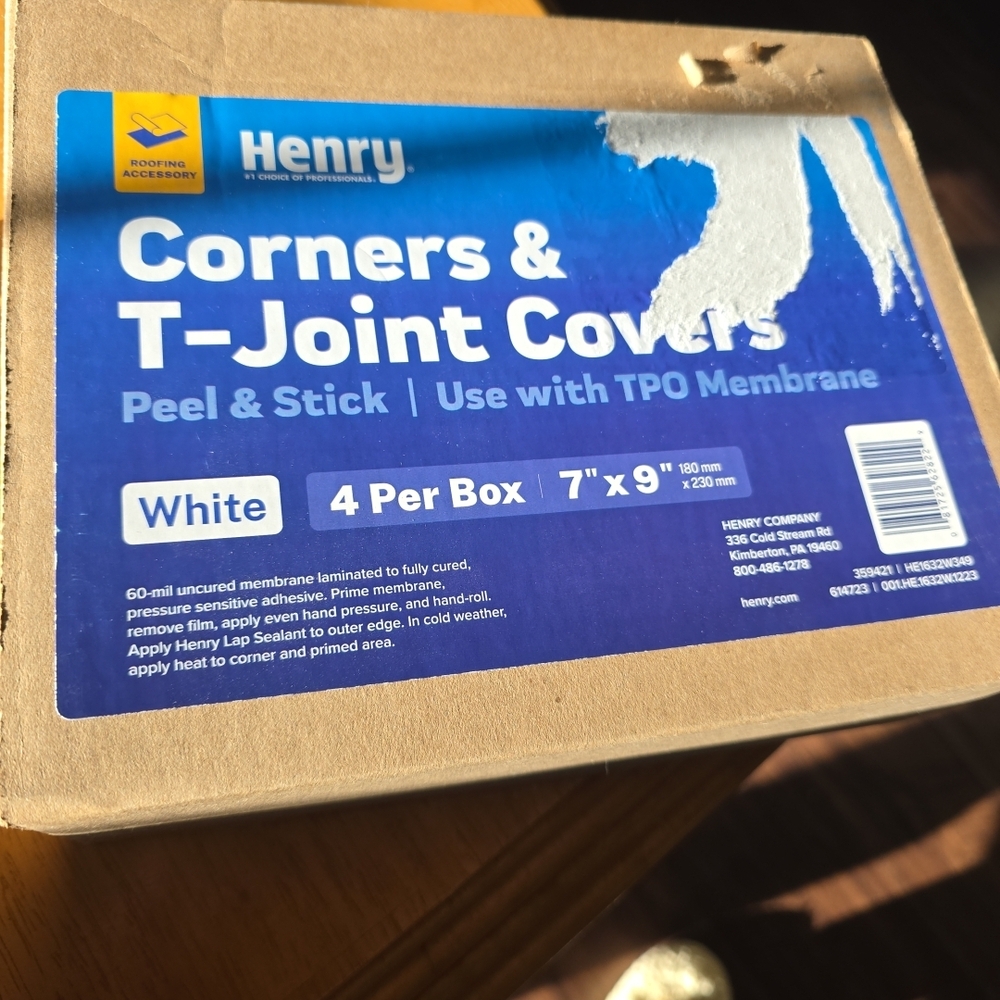 ROOFING
ACCESSORY
Henry®
#1 CHOICE OF PROFESSIONALS.
Corners &
T-Joint Covers
Peel & Stick | Use with TPO Membrane
White
4 Per Box | 7" x 9" 180 mm
x 230 mm
60-mil uncured membrane laminated to fully cured,
pressure sensitive adhesive. Prime membrane,
remove film, apply even hand pressure, and hand-roll.
Apply Henry Lap Sealant to outer edge. In cold weather,
apply heat to corner and primed area.
HENRY COMPANY
336 Cold Stream Rd
Kimberton, PA 19460
800-486-1278
henry.com
359421 | HE1632W349
614723 | 001.HE.1632W.1223